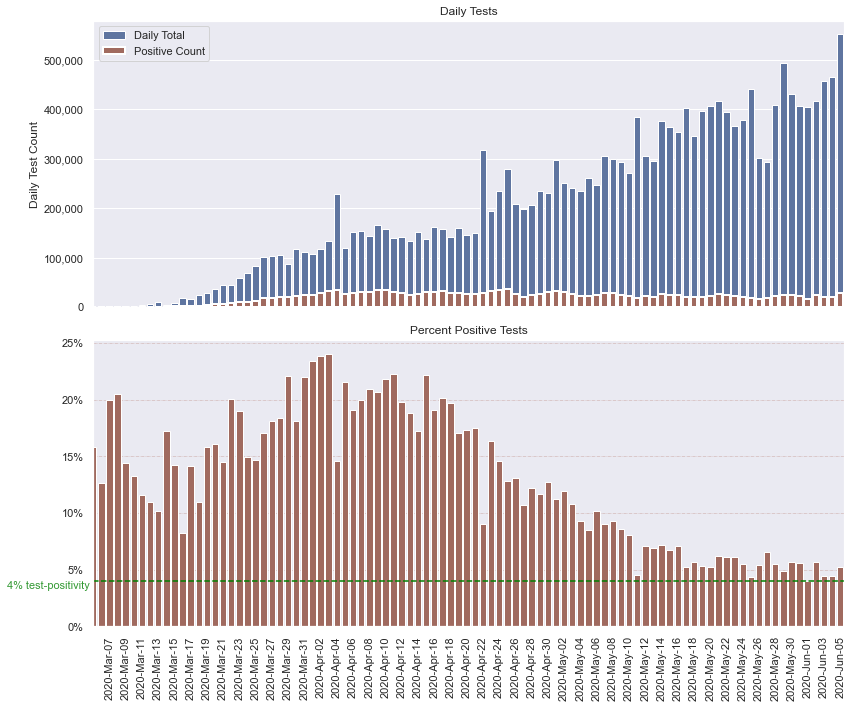 Daily Tests
Daily Total
Positive Count
500,000
400,000
300,000
200,000
100,000
0
Daily Test Count
Percent Positive Tests
25%
20%
15%
10%
5%
4% test-positivity
0%
2020-Mar-07
2020-Mar-09
2020-Mar-11
2020-Mar-13
2020-Mar-15
2020-Mar-17
2020-Mar-19
2020-Mar-21
2020-Mar-23
2020-Mar-25
2020-Mar-27
2020-Mar-29
2020-Mar-31
2020-Apr-02
2020-Apr-04
2020-Apr-06
2020-Apr-08
2020-Apr-10
2020-Apr-12
2020-Apr-14
2020-Apr-16
2020-Apr-18
2020-Apr-20
2020-Apr-22
2020-Apr-24
2020-Apr-26
2020-Apr-28
2020-Apr-30
2020-May-02
2020-May-04
2020-May-06
2020-May-08
2020-May-10
2020-May-12
2020-May-14
2020-May-16
2020-May-18
2020-May-20
2020-May-22
2020-May-24
2020-May-26
2020-May-28
2020-May-30
2020-Jun-01
2020-Jun-03
2020-Jun-05